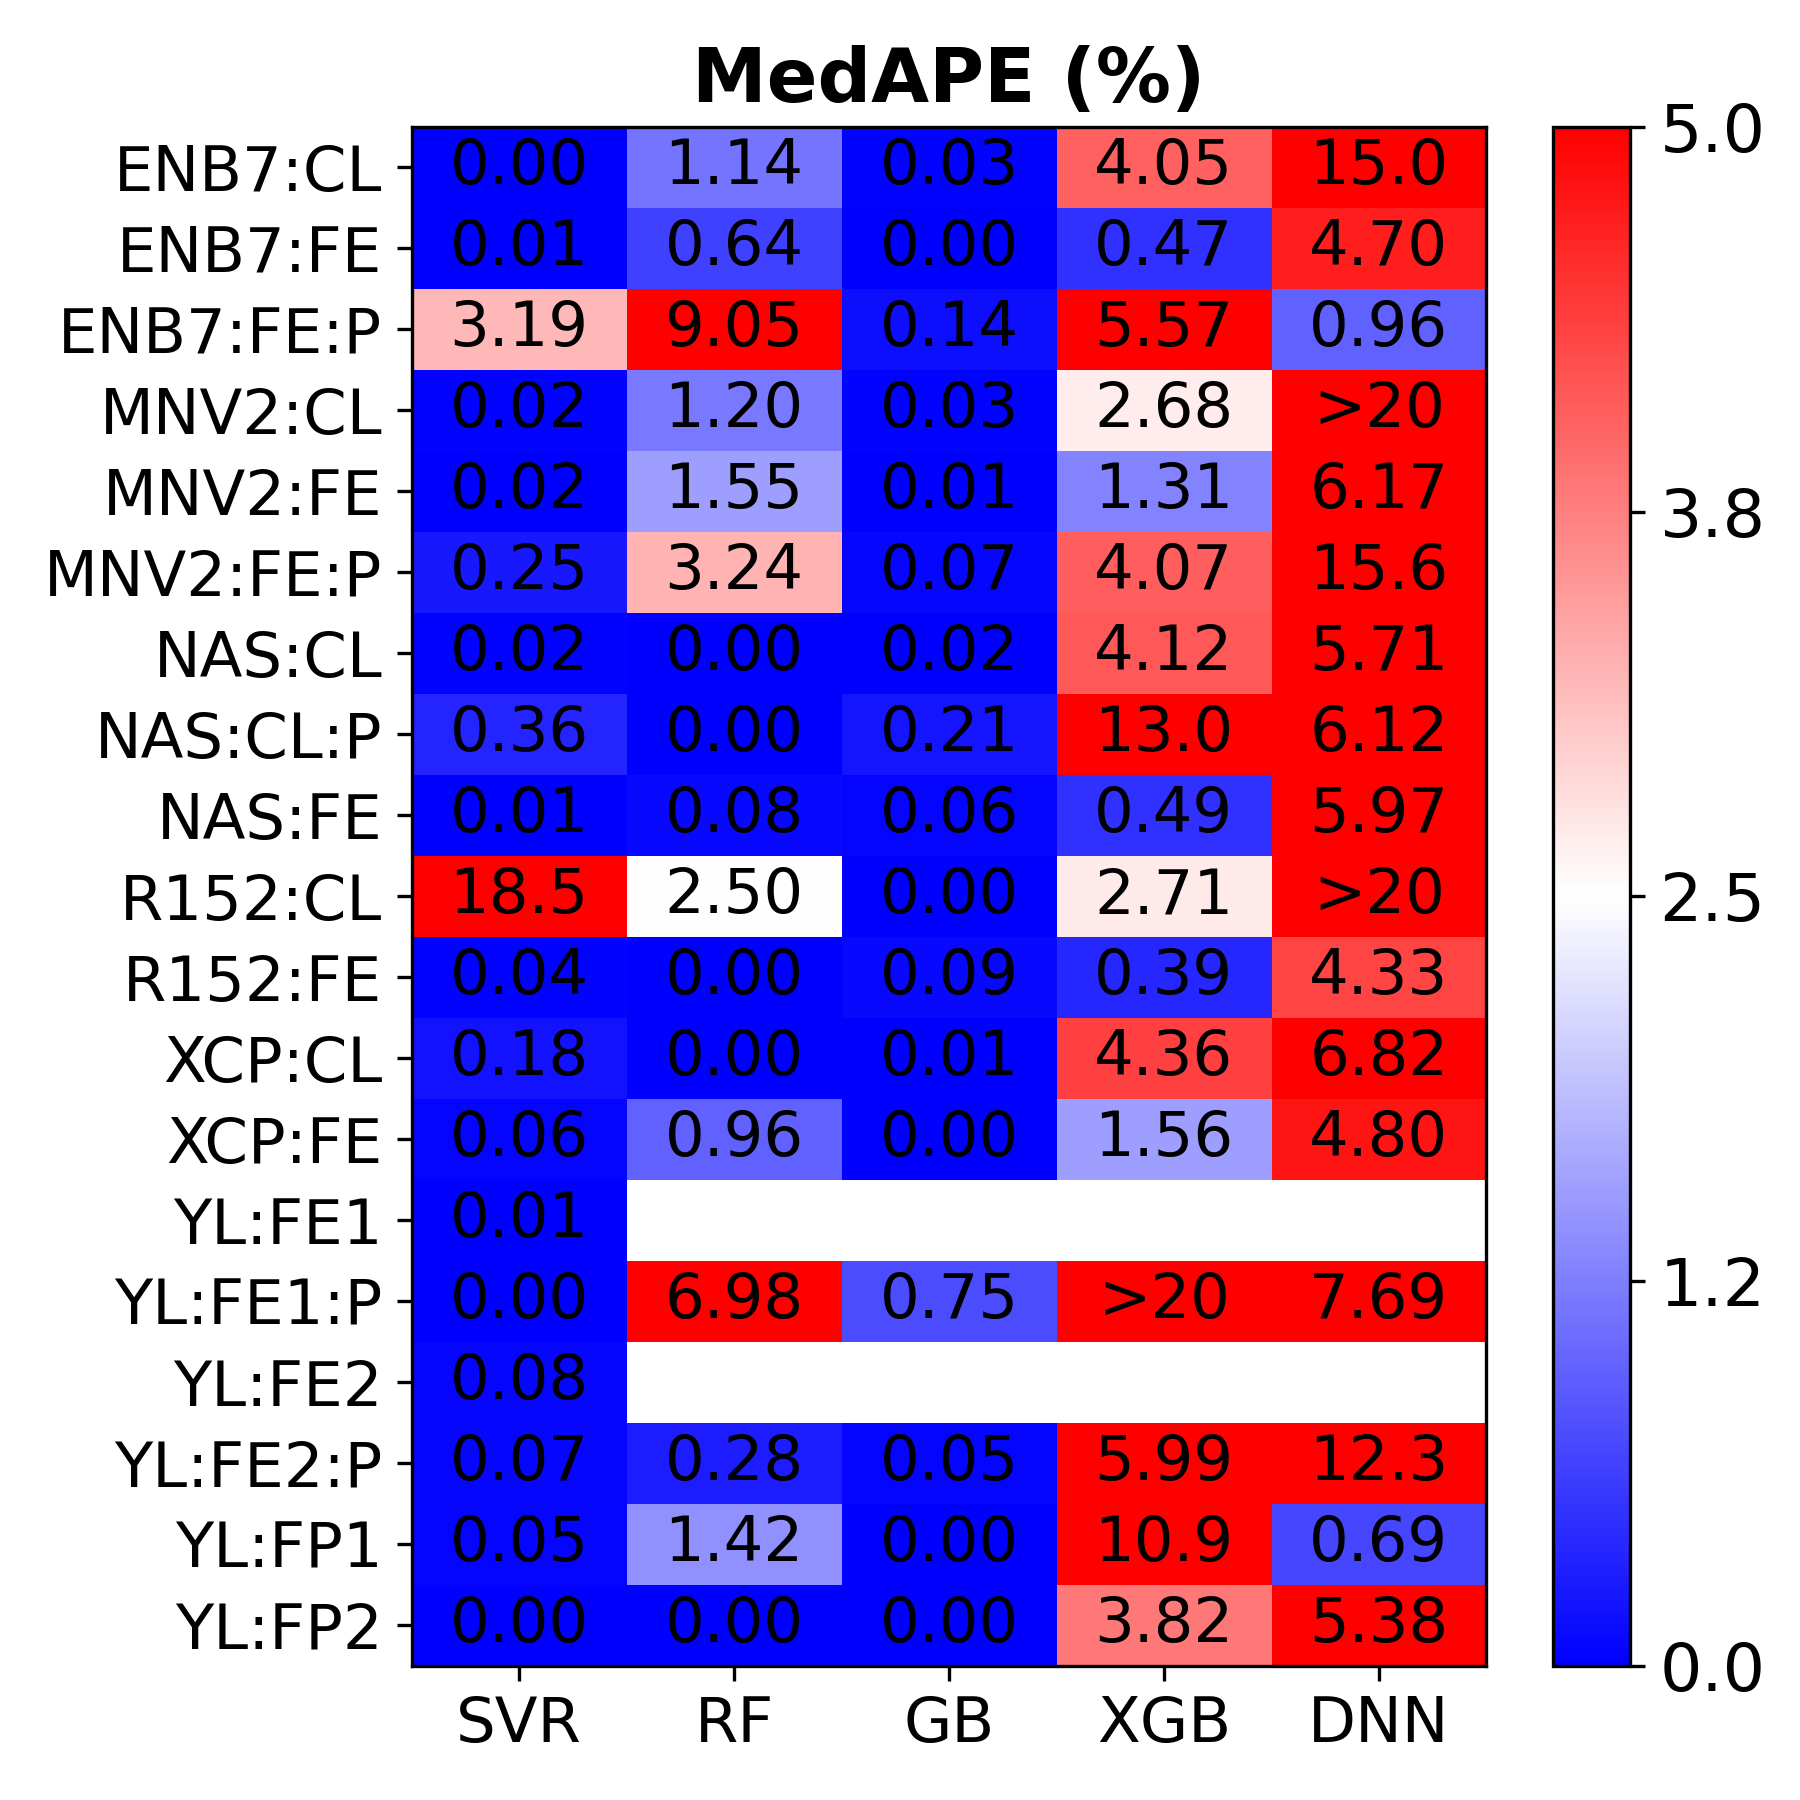 MedAPE (%)
ENB7:CL 0.00 1.14 0.03 4.05 15.0
ENB7:FE 0.01 0.64 0.00 0.47 4.70
ENB7:FE:P 3.19 9.05 0.14 5.57 0.96
MNV2:CL 0.02 1.20 0.03 2.68 >20
MNV2:FE 0.02 1.55 0.01 1.31 6.17
MNV2:FE:P 0.25 3.24 0.07 4.07 15.6
NAS:CL 0.02 0.00 0.02 4.12 5.71
NAS:CL:P 0.36 0.00 0.21 13.0 6.12
NAS:FE 0.01 0.08 0.06 0.49 5.97
R152:CL 18.5 2.50 0.00 2.71 >20
R152:FE 0.04 0.00 0.09 0.39 4.33
XCP:CL 0.18 0.00 0.01 4.36 6.82
XCP:FE 0.06 0.96 0.00 1.56 4.80
YL:FE1 0.01
YL:FE1:P 0.00 6.98 0.75 >20 7.69
YL:FE2 0.08
YL:FE2:P 0.07 0.28 0.05 5.99 12.3
YL:FP1 0.05 1.42 0.00 10.9 0.69
YL:FP2 0.00 0.00 0.00 3.82 5.38
SVR RF GB XGB DNN
5.0
3.8
2.5
1.2
0.0